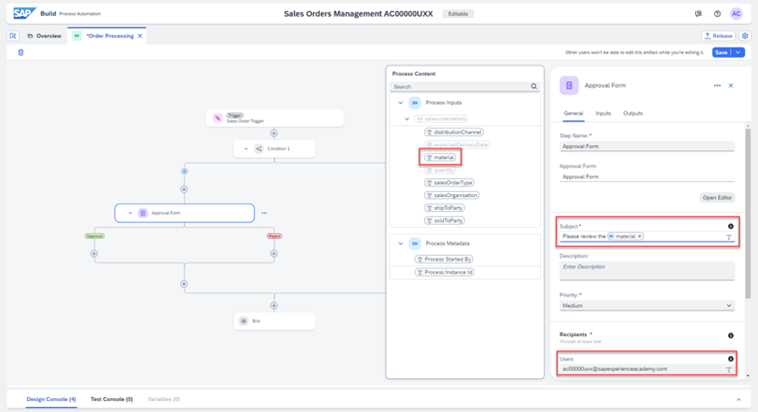 SAP Build Process Automation
Sales Orders Management AC00000UXX Editable
AC
Overview
*Order Processing
Release
Other users won't be able to edit this artifact while you're editing it.
Save
Trigger
Sales Order Trigger
Condition 1
Approval Form
Approve
Reject
End
Process Content
Search
Process Inputs
salesorderdetails
distributionChannel
expectedDeliveryDate
material
quantity
salesOrderType
salesOrganisation
shipToParty
soldToParty
Process Metadata
Process Started By
Process Instance Id
Approval Form
General Inputs Outputs
Step Name: *
Approval Form
Approval Form:
Approval Form
Open Editor
Subject *
Please review the material
Description:
Enter Description
Priority: *
Medium
Recipients *
Provide at least one
Users
ac00000uxx@sapexperienceacademy.com
Design Console (4) Test Console (0) Variables (0)